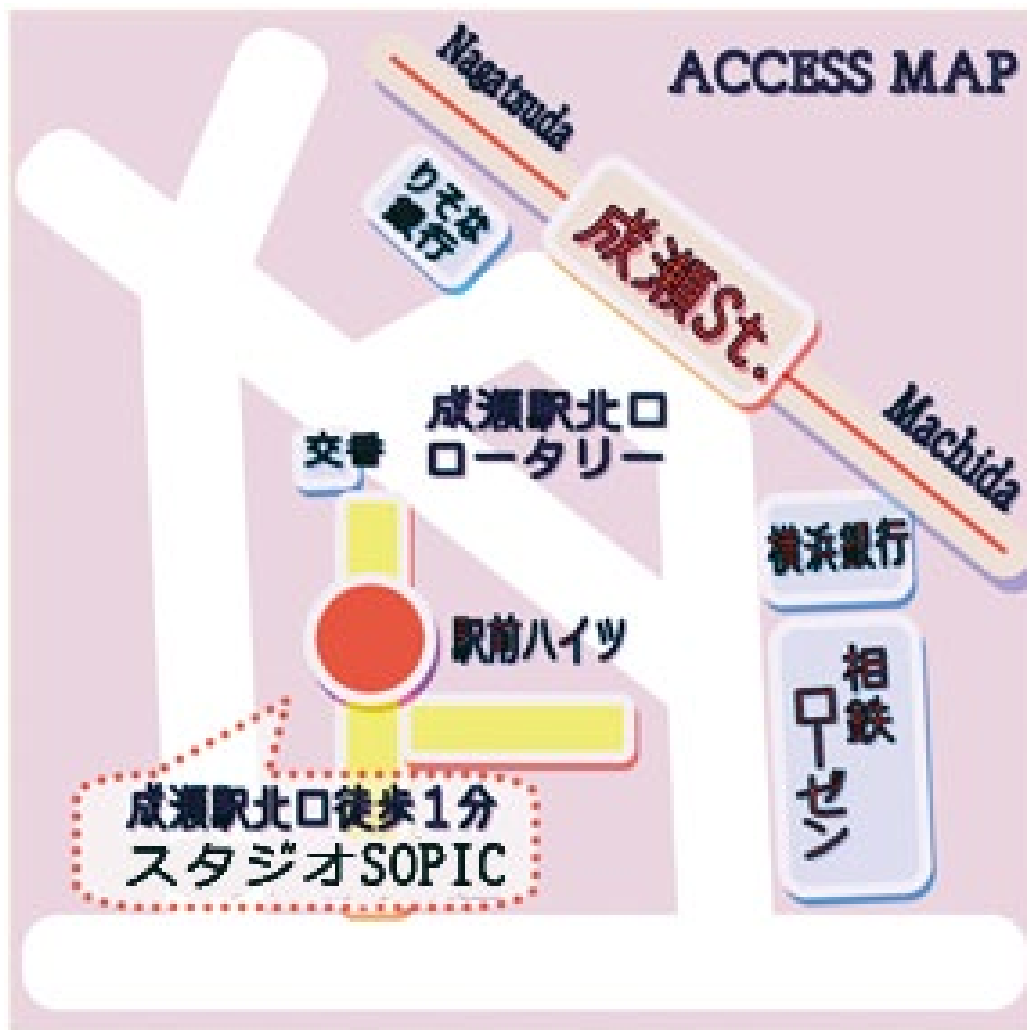 ACCESS MAP
Nagatsuda
りそな
銀行
成瀬St.
Machida
成瀬駅北口
ロータリー
交番
横浜銀行
駅前ハイツ
相鉄
ローゼン
成瀬駅北口徒歩1分
スタジオSOPIC